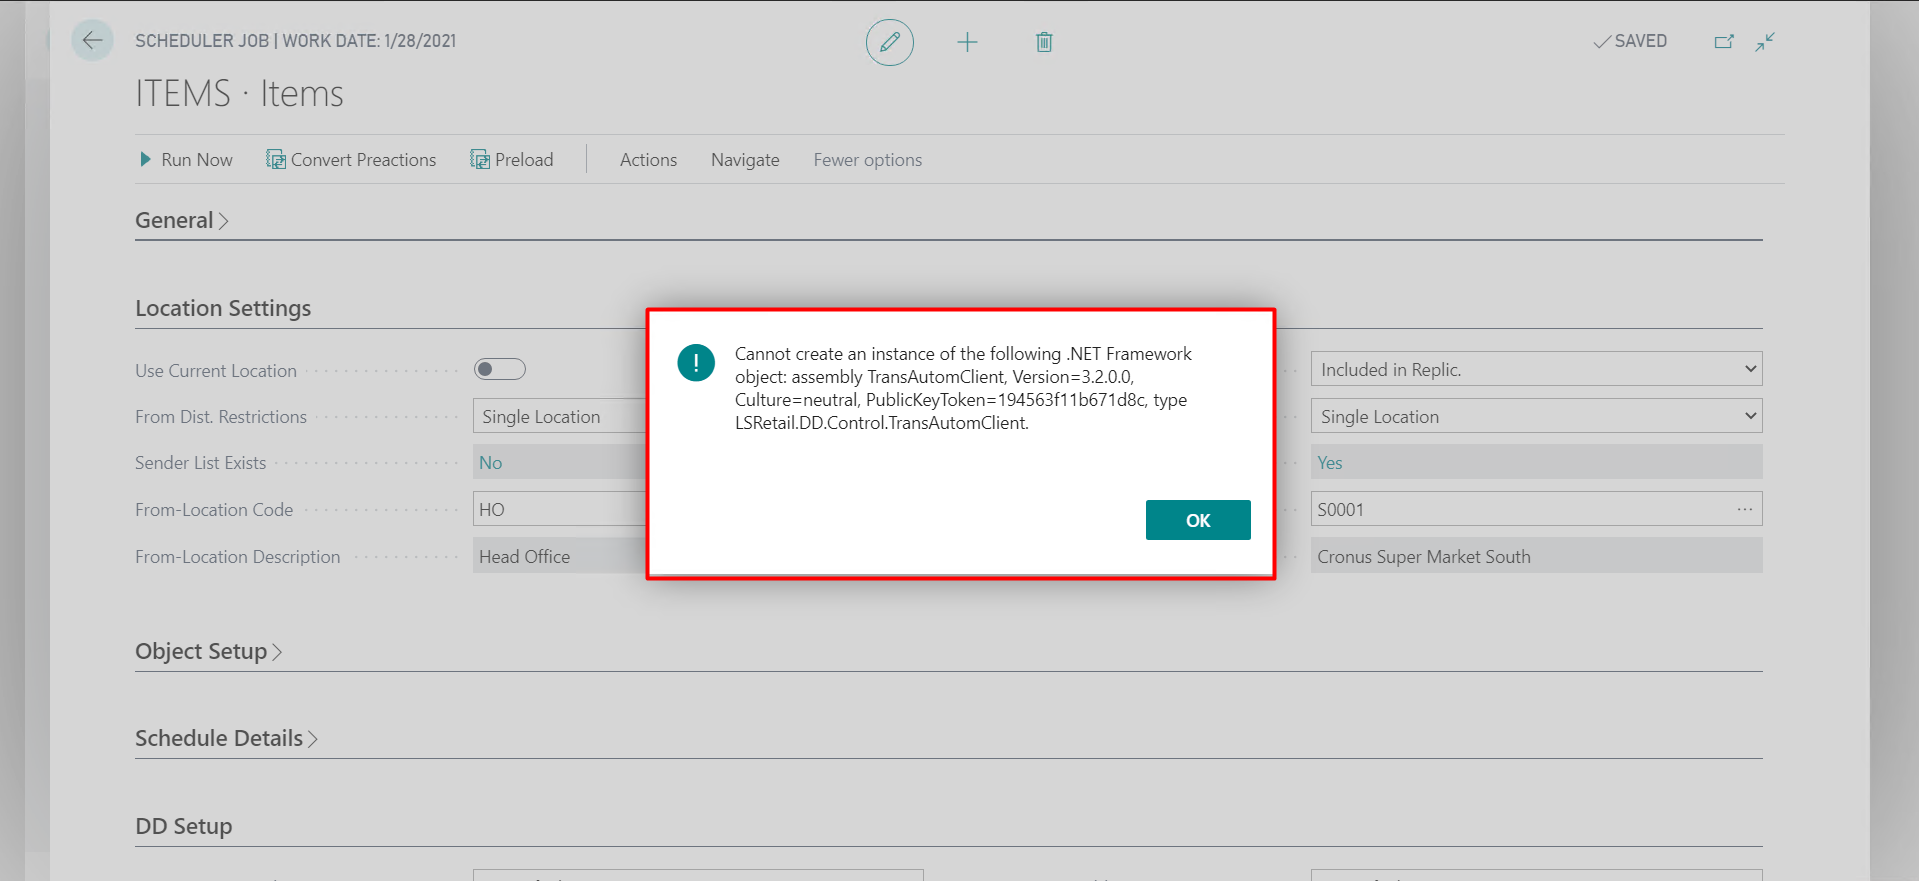 SCHEDULER JOB | WORK DATE: 1/28/2021
SAVED
ITEMS · Items
Run Now Convert Preactions Preload Actions Navigate Fewer options
General
Location Settings
Use Current Location
Included in Replic.
From Dist. Restrictions Single Location
Single Location
Sender List Exists No
Yes
From-Location Code HO
S0001
From-Location Description Head Office
Cronus Super Market South
Cannot create an instance of the following .NET Framework
object: assembly TransAutomClient, Version=3.2.0.0,
Culture=neutral, PublicKeyToken=194563f11b671d8c, type
LSRetail.DD.Control.TransAutomClient.
OK
Object Setup
Schedule Details
DD Setup